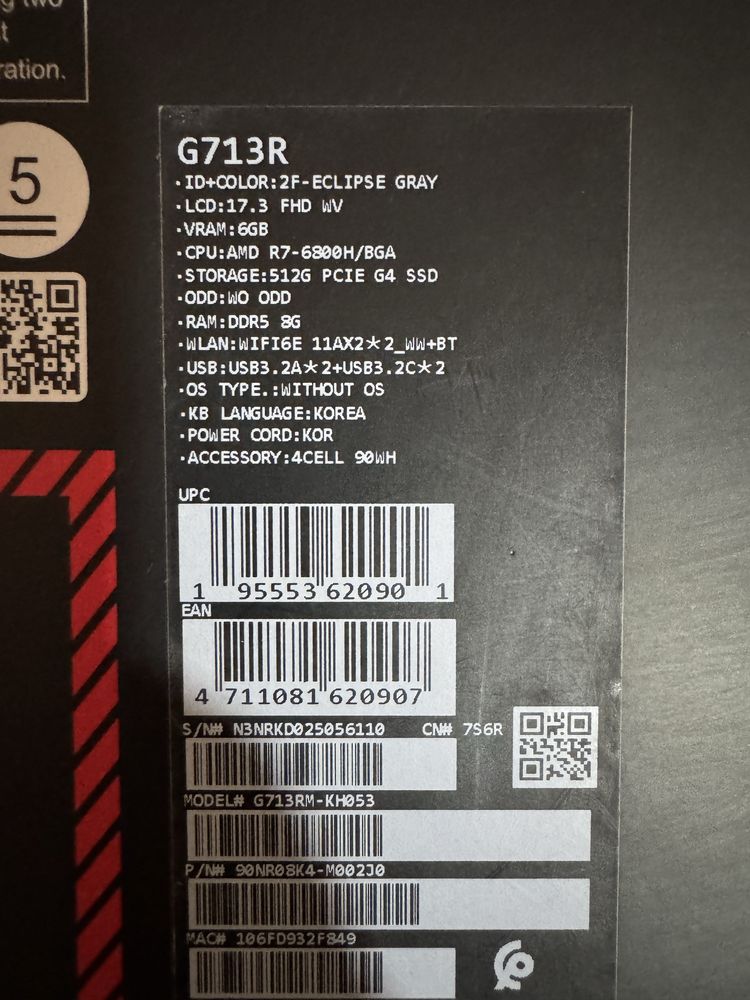 g two
t
ration.
5
G713R
·ID+COLOR:2F-ECLIPSE GRAY
·LCD:17.3 FHD WV
·VRAM:6GB
·CPU:AMD R7-6800H/BGA
·STORAGE:512G PCIE G4 SSD
·ODD:WO ODD
·RAM:DDR5 8G
·WLAN:WIFI6E 11AX2*2_WW+BT
·USB:USB3.2A*2+USB3.2C*2
·OS TYPE.:WITHOUT OS
·KB LANGUAGE:KOREA
·POWER CORD:KOR
·ACCESSORY:4CELL 90WH
UPC
1 95553 62090 1
EAN
4 711081 620907
S/N# N3NRKD025056110 CN# 7S6R
MODEL# G713RM-KH053
P/N# 90NR08K4-M002J0
MAC# 106FD932F849